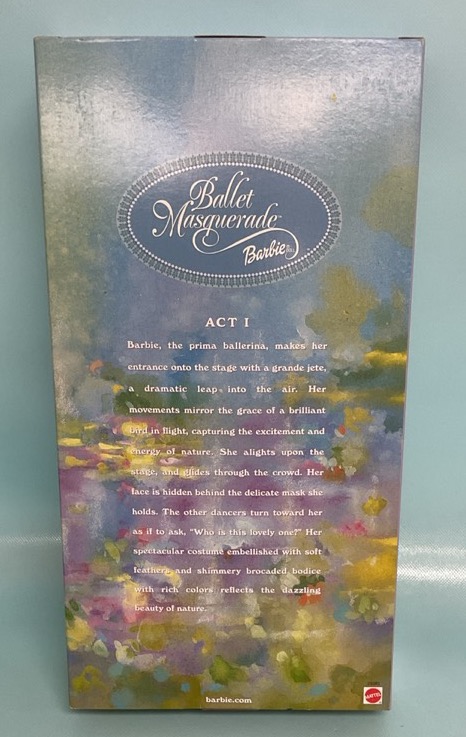 Ballet
Masquerade™
Barbie®
DOLL
ACT I
Barbie, the prima ballerina, makes her
entrance onto the stage with a grande jete,
a dramatic leap into the air. Her
movements mirror the grace of a brilliant
bird in flight, capturing the excitement and
energy of nature. She alights upon the
stage, and glides through the crowd. Her
face is hidden behind the delicate mask she
holds. The other dancers turn toward her
as if to ask, "Who is this lovely one?" Her
spectacular costume embellished with soft
feathers and shimmery brocaded bodice
with rich colors reflects the dazzling
beauty of nature.
barbie.com
MATTEL